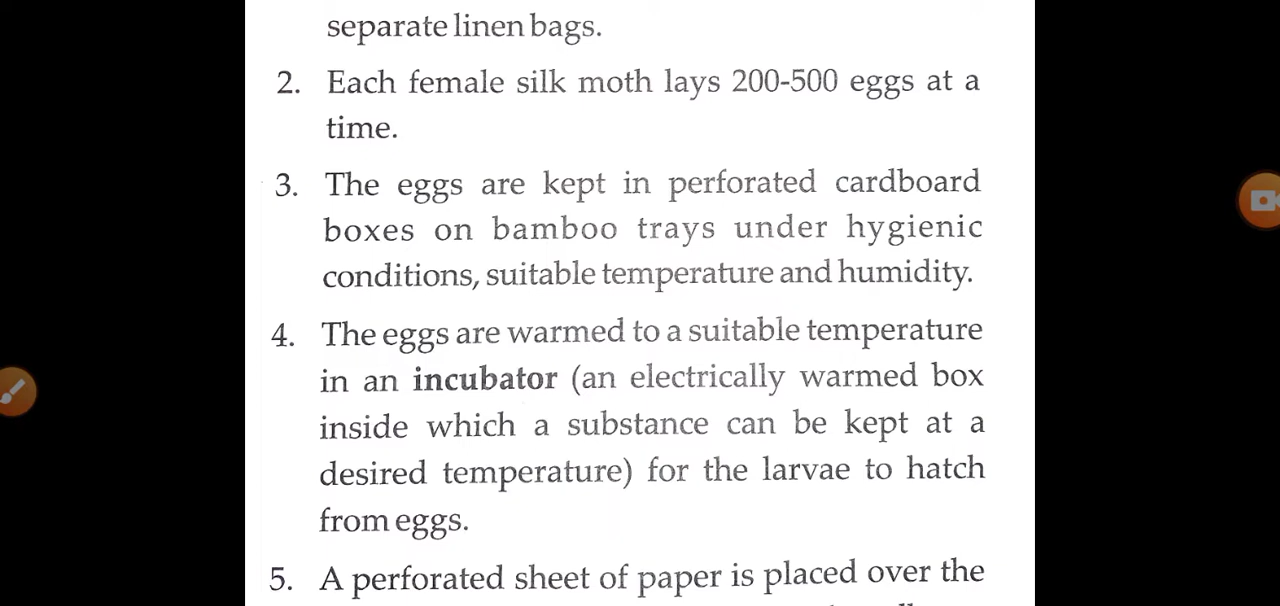 separate linen bags.
2. Each female silk moth lays 200-500 eggs at a
time.
3. The eggs are kept in perforated cardboard
boxes on bamboo trays under hygienic
conditions, suitable temperature and humidity.
4. The eggs are warmed to a suitable temperature
in an incubator (an electrically warmed box
inside which a substance can be kept at a
desired temperature) for the larvae to hatch
from eggs.
5. A perforated sheet of paper is placed over the